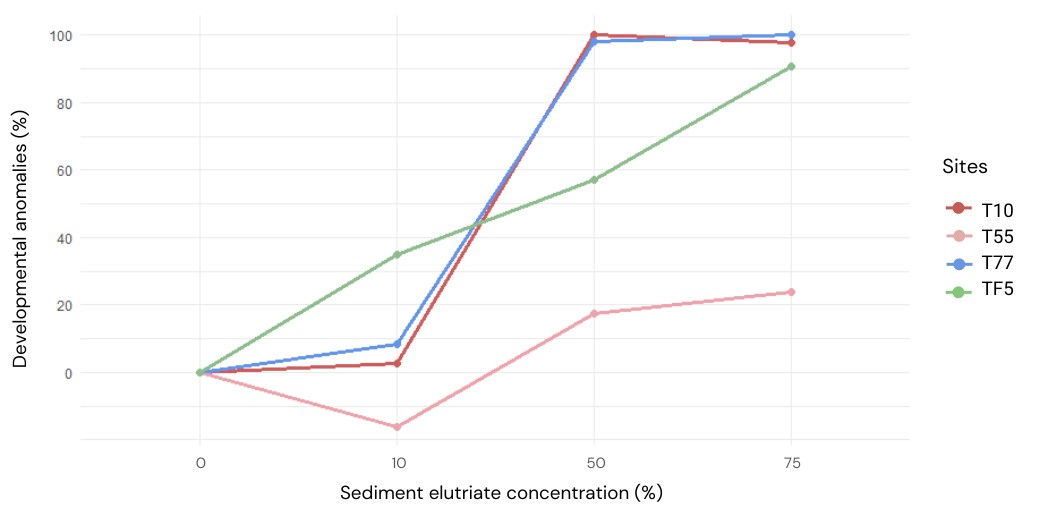 100
80
60
40
20
0
Developmental anomalies (%)
0 10 50 75
Sediment elutriate concentration (%)
Sites
T10
T55
T77
TF5